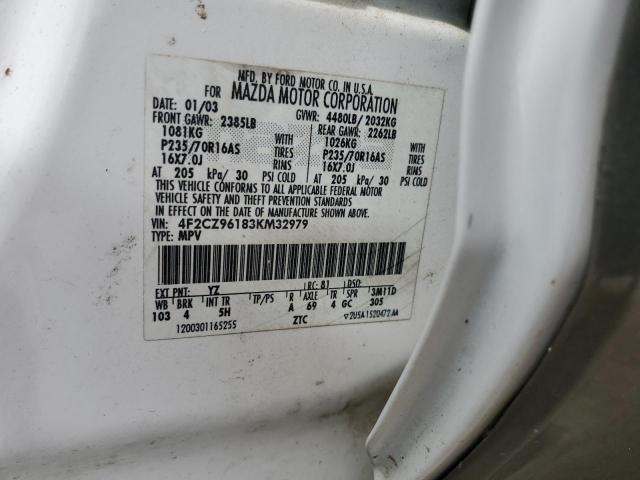 MFD. BY FORD MOTOR CO. IN U.S.A.
FOR MAZDA MOTOR CORPORATION
DATE: 01/03 GVWR: 4480LB/ 2032KG
FRONT GAWR: 2385LB REAR GAWR: 2262LB
1081KG WITH 1026KG WITH
P235/70R16AS TIRES P235/70R16AS TIRES
16X7.0J RIMS 16X7.0J RIMS
AT 205 kPa/ 30 PSI COLD AT 205 kPa/ 30 PSI COLD
THIS VEHICLE CONFORMS TO ALL APPLICABLE FEDERAL MOTOR
VEHICLE SAFETY AND THEFT PREVENTION STANDARDS IN
EFFECT ON THE DATE OF MANUFACTURE SHOWN ABOVE.
VIN: 4F2CZ96183KM32979
TYPE: MPV
EXT PNT: YZ RC: 81 DSO:
WB BRK INT TR TP/PS R AXLE TR SPR 3M11D
103 4 5H A 69 4 GC 305
1200301165255 ZTC ▽2U5A1520472AA